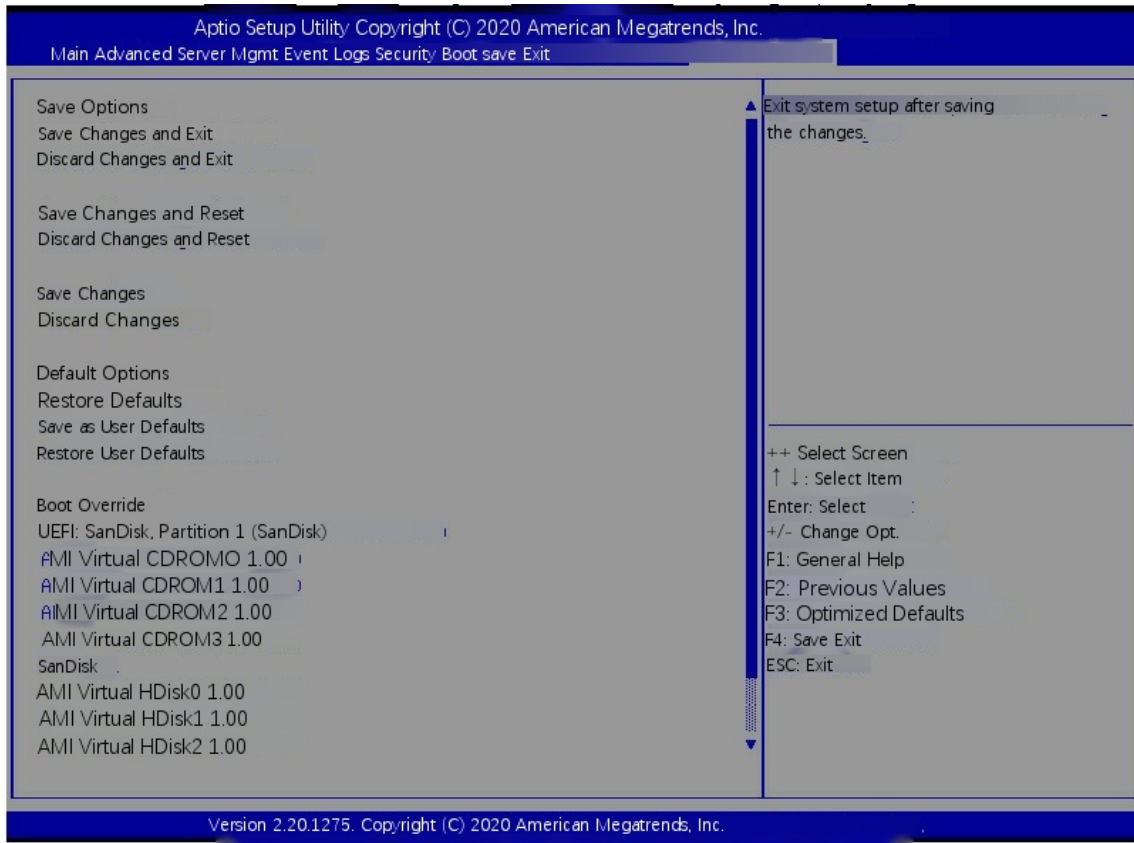 Aptio Setup Utility Copyright (C) 2020 American Megatrends, Inc.
Main Advanced Server Mgmt Event Logs Security Boot save Exit
Save Options
Save Changes and Exit
Discard Changes and Exit
Save Changes and Reset
Discard Changes and Reset
Save Changes
Discard Changes
Default Options
Restore Defaults
Save as User Defaults
Restore User Defaults
Boot Override
UEFI: SanDisk, Partition 1 (SanDisk)
AMI Virtual CDROMO 1.00
AMI Virtual CDROM1 1.00
AMI Virtual CDROM2 1.00
AMI Virtual CDROM3 1.00
SanDisk
AMI Virtual HDisk0 1.00
AMI Virtual HDisk1 1.00
AMI Virtual HDisk2 1.00
Exit system setup after saving
the changes.
++ Select Screen
↑ ↓: Select Item
Enter: Select
+/- Change Opt.
F1: General Help
F2: Previous Values
F3: Optimized Defaults
F4: Save Exit
ESC: Exit
Version 2.20.1275. Copyright (C) 2020 American Megatrends, Inc.